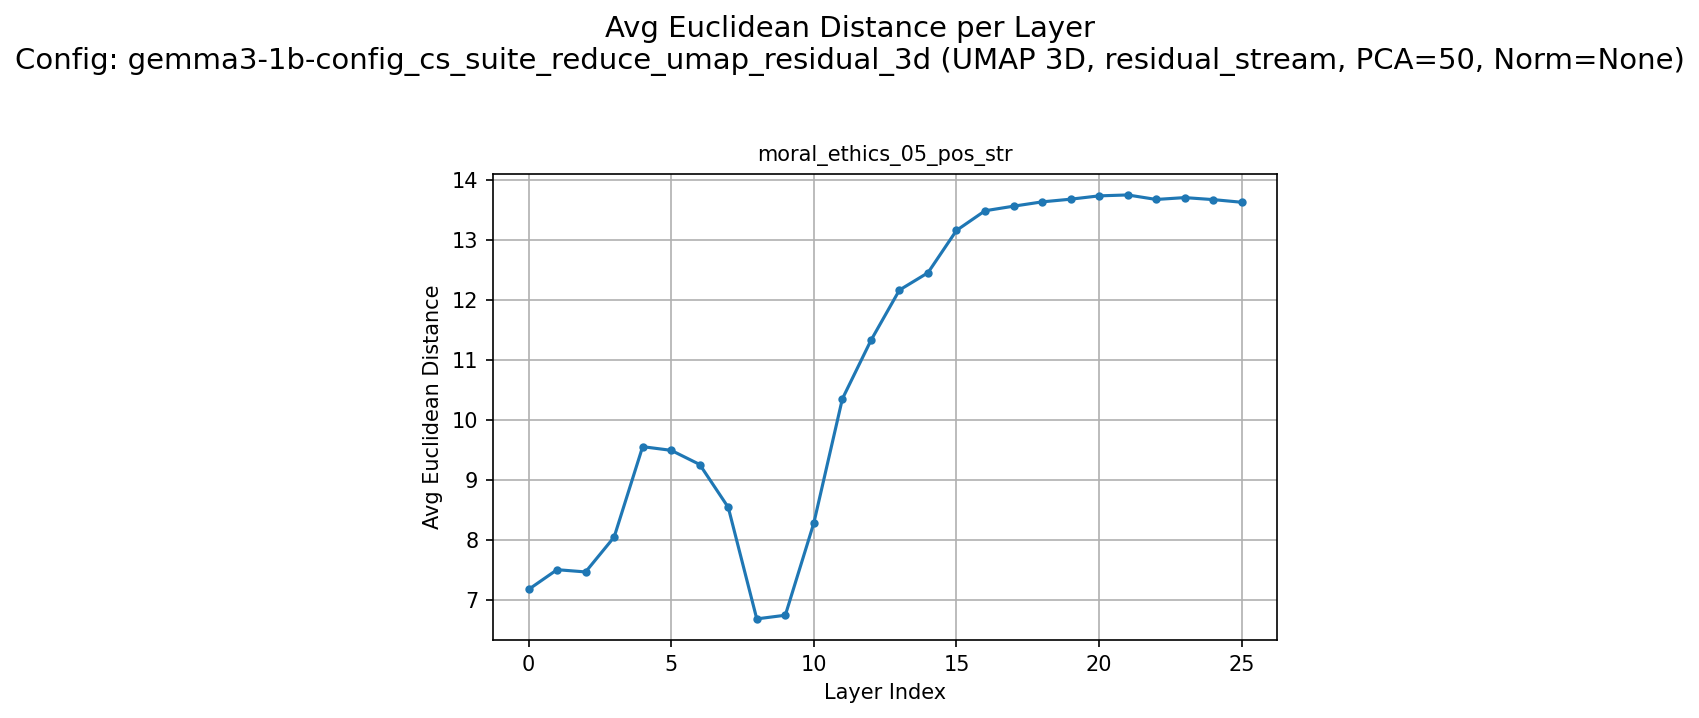 Avg Euclidean Distance per Layer
Config: gemma3-1b-config_cs_suite_reduce_umap_residual_3d (UMAP 3D, residual_stream, PCA=50, Norm=None)
moral_ethics_05_pos_str
Avg Euclidean Distance
14
13
12
11
10
9
8
7
0 5 10 15 20 25
Layer Index